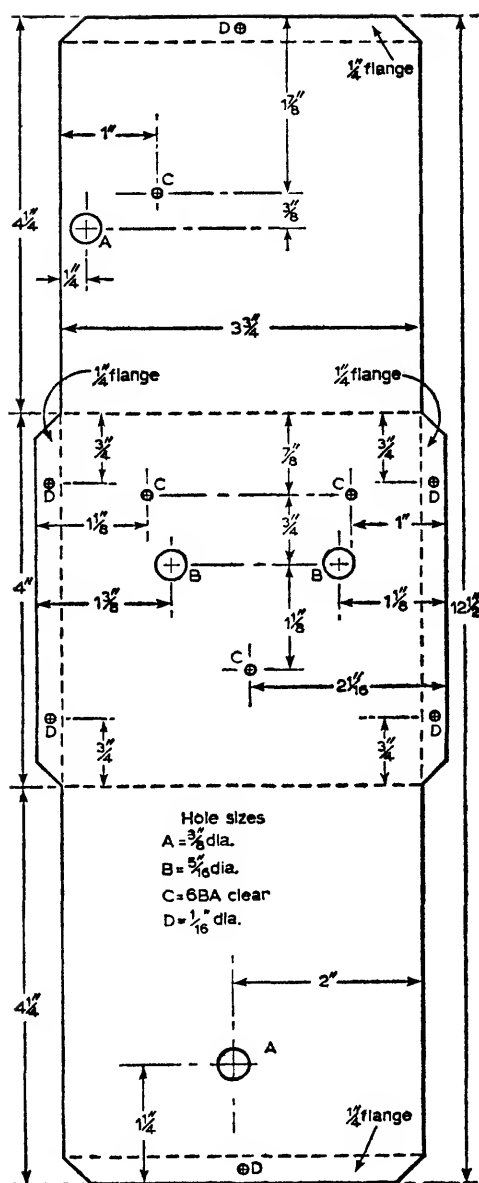 D
1/4" flange
1 7/8"
1"
C
3/8"
A
4 1/4"
1/4"
3 3/4"
1/4" flange
1/4" flange
3/4"
7/8"
3/4"
D
C
C
D
1 1/8"
3/4"
1"
B
B
4"
1 3/8"
1 1/8"
12 1/2"
1 1/8"
C
2 1/16"
D
D
3/4"
3/4"
Hole sizes
A = 3/8" dia.
B = 5/16" dia.
C = 6BA clear
D = 1/16" dia.
2"
4 1/4"
A
1 1/4"
1/4" flange
D